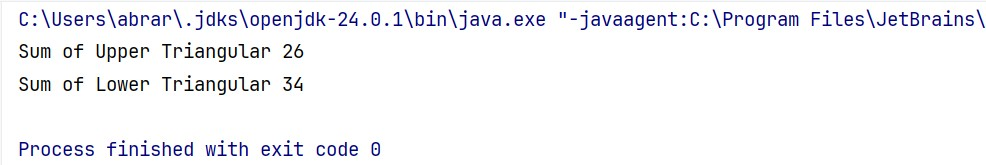 C:\Users\abrar\.jdks\openjdk-24.0.1\bin\java.exe "-javaagent:C:\Program Files\JetBrains\
Sum of Upper Triangular 26
Sum of Lower Triangular 34
Process finished with exit code 0